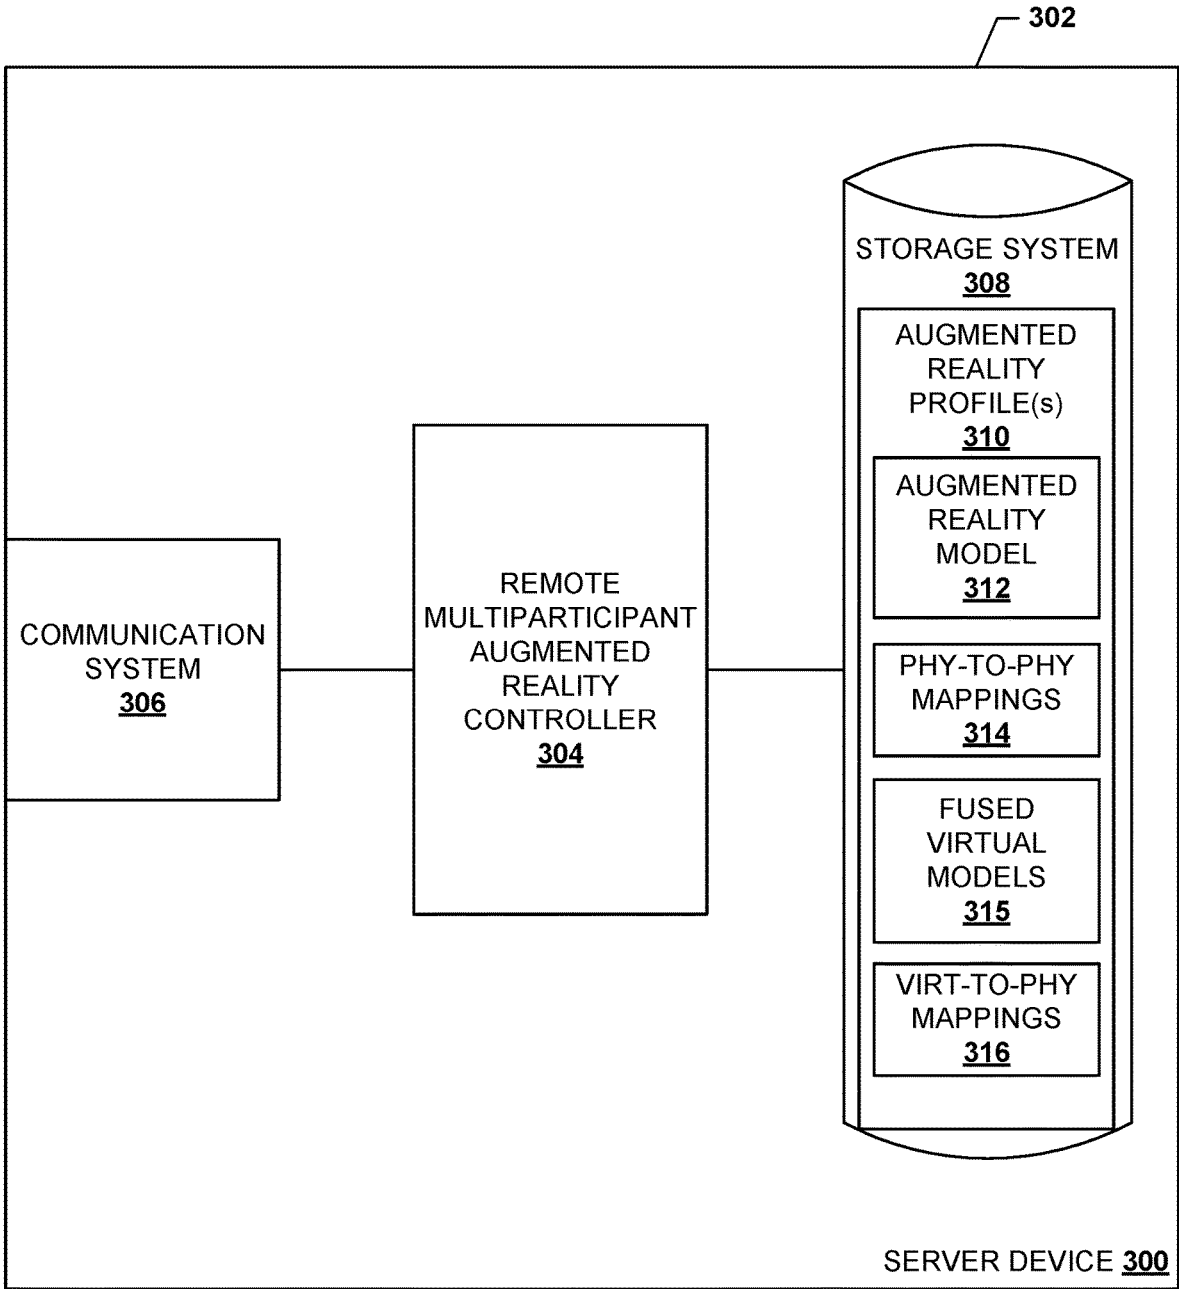 302
STORAGE SYSTEM
308
AUGMENTED
REALITY
PROFILE(s)
310
AUGMENTED
REALITY
MODEL
312
PHY-TO-PHY
MAPPINGS
314
FUSED
VIRTUAL
MODELS
315
VIRT-TO-PHY
MAPPINGS
316
REMOTE
MULTIPARTICIPANT
AUGMENTED
REALITY
CONTROLLER
304
COMMUNICATION
SYSTEM
306
SERVER DEVICE 300